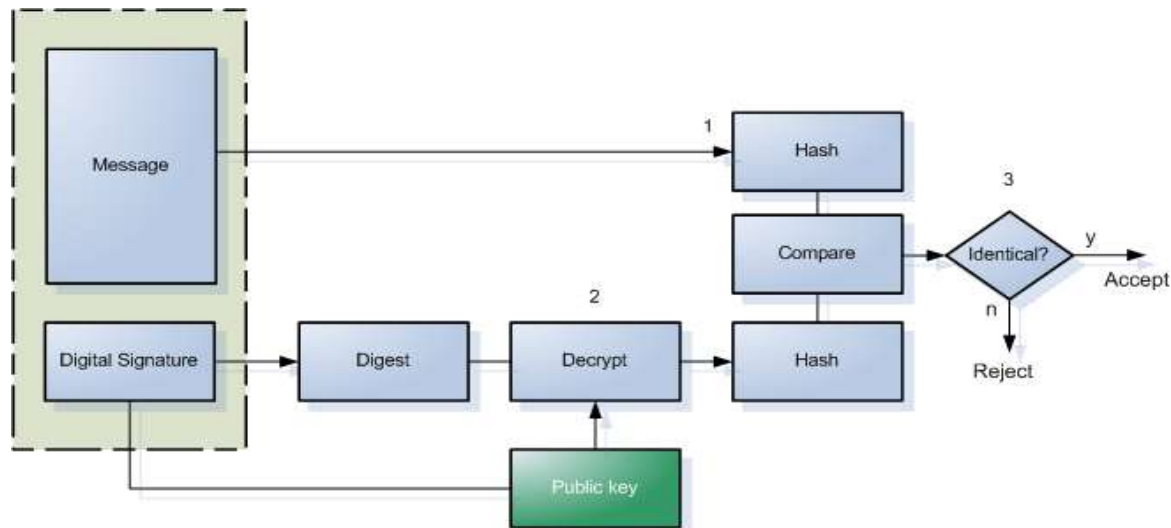 Message
1
Hash
3
Compare
Identical?
y
Accept
n
Reject
2
Digital Signature
Digest
Decrypt
Hash
Public key